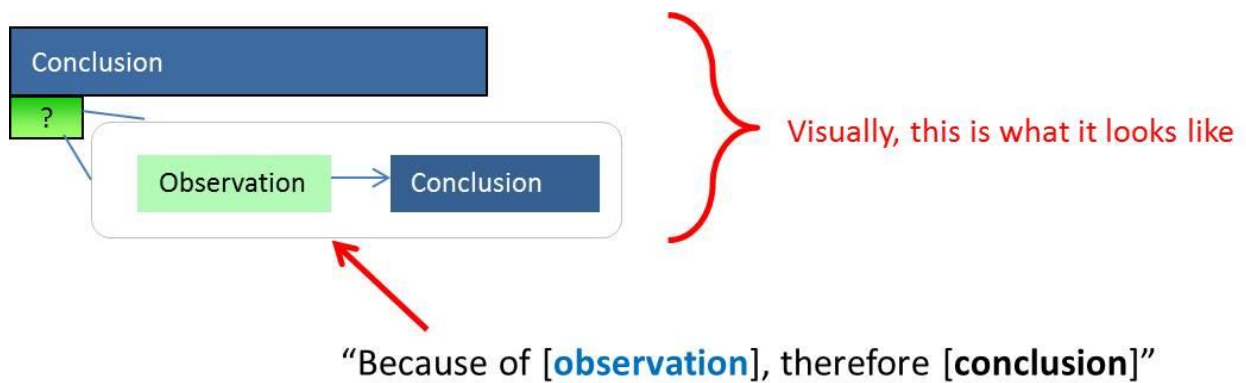 Conclusion
?
Visually, this is what it looks like
Observation
Conclusion
“Because of [observation], therefore [conclusion]”